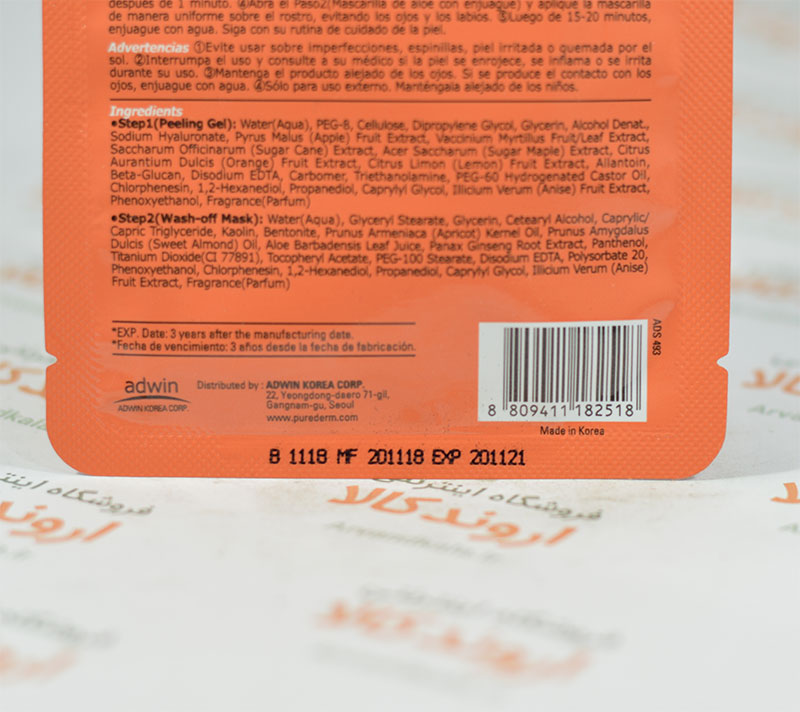 después de 1 minuto. ④Abra el Paso2(Mascarilla de aloe con enjuague) y aplique la mascarilla
de manera uniforme sobre el rostro, evitando los ojos y los labios. ⑤Luego de 15-20 minutos,
enjuague con agua. Siga con su rutina de cuidado de la piel.
Advertencias ①Evite usar sobre imperfecciones, espinillas, piel irritada o quemada por el
sol. ②Interrumpa el uso y consulte a su médico si la piel se enrojece, se inflama o se irrita
durante su uso. ③Mantenga el producto alejado de los ojos. Si se produce el contacto con los
ojos, enjuague con agua. ④Sólo para uso externo. Manténgala alejado de los niños.
Ingredients
•Step1(Peeling Gel): Water(Aqua), PEG-8, Cellulose, Dipropylene Glycol, Glycerin, Alcohol Denat.,
Sodium Hyaluronate, Pyrus Malus (Apple) Fruit Extract, Vaccinium Myrtillus Fruit/Leaf Extract,
Saccharum Officinarum (Sugar Cane) Extract, Acer Saccharum (Sugar Maple) Extract, Citrus
Aurantium Dulcis (Orange) Fruit Extract, Citrus Limon (Lemon) Fruit Extract, Allantoin,
Beta-Glucan, Disodium EDTA, Carbomer, Triethanolamine, PEG-60 Hydrogenated Castor Oil,
Chlorphenesin, 1,2-Hexanediol, Propanediol, Caprylyl Glycol, Illicium Verum (Anise) Fruit Extract,
Phenoxyethanol, Fragrance(Parfum)
•Step2(Wash-off Mask): Water(Aqua), Glyceryl Stearate, Glycerin, Cetearyl Alcohol, Caprylic/
Capric Triglyceride, Kaolin, Bentonite, Prunus Armeniaca (Apricot) Kernel Oil, Prunus Amygdalus
Dulcis (Sweet Almond) Oil, Aloe Barbadensis Leaf Juice, Panax Ginseng Root Extract, Panthenol,
Titanium Dioxide(CI 77891), Tocopheryl Acetate, PEG-100 Stearate, Disodium EDTA, Polysorbate 20,
Phenoxyethanol, Chlorphenesin, 1,2-Hexanediol, Propanediol, Caprylyl Glycol, Illicium Verum (Anise)
Fruit Extract, Fragrance(Parfum)
*EXP. Date: 3 years after the manufacturing date.
*Fecha de vencimiento: 3 años desde la fecha de fabricación.
adwin
ADWIN KOREA CORP.
Distributed by : ADWIN KOREA CORP.
22, Yeongdong-daero 71-gil,
Gangnam-gu, Seoul
www.purederm.com
ADS 493
8 809411 182518
Made in Korea
B 1118 MF 201118 EXP 201121
فروشگاه اینترنتی
اروند کالا